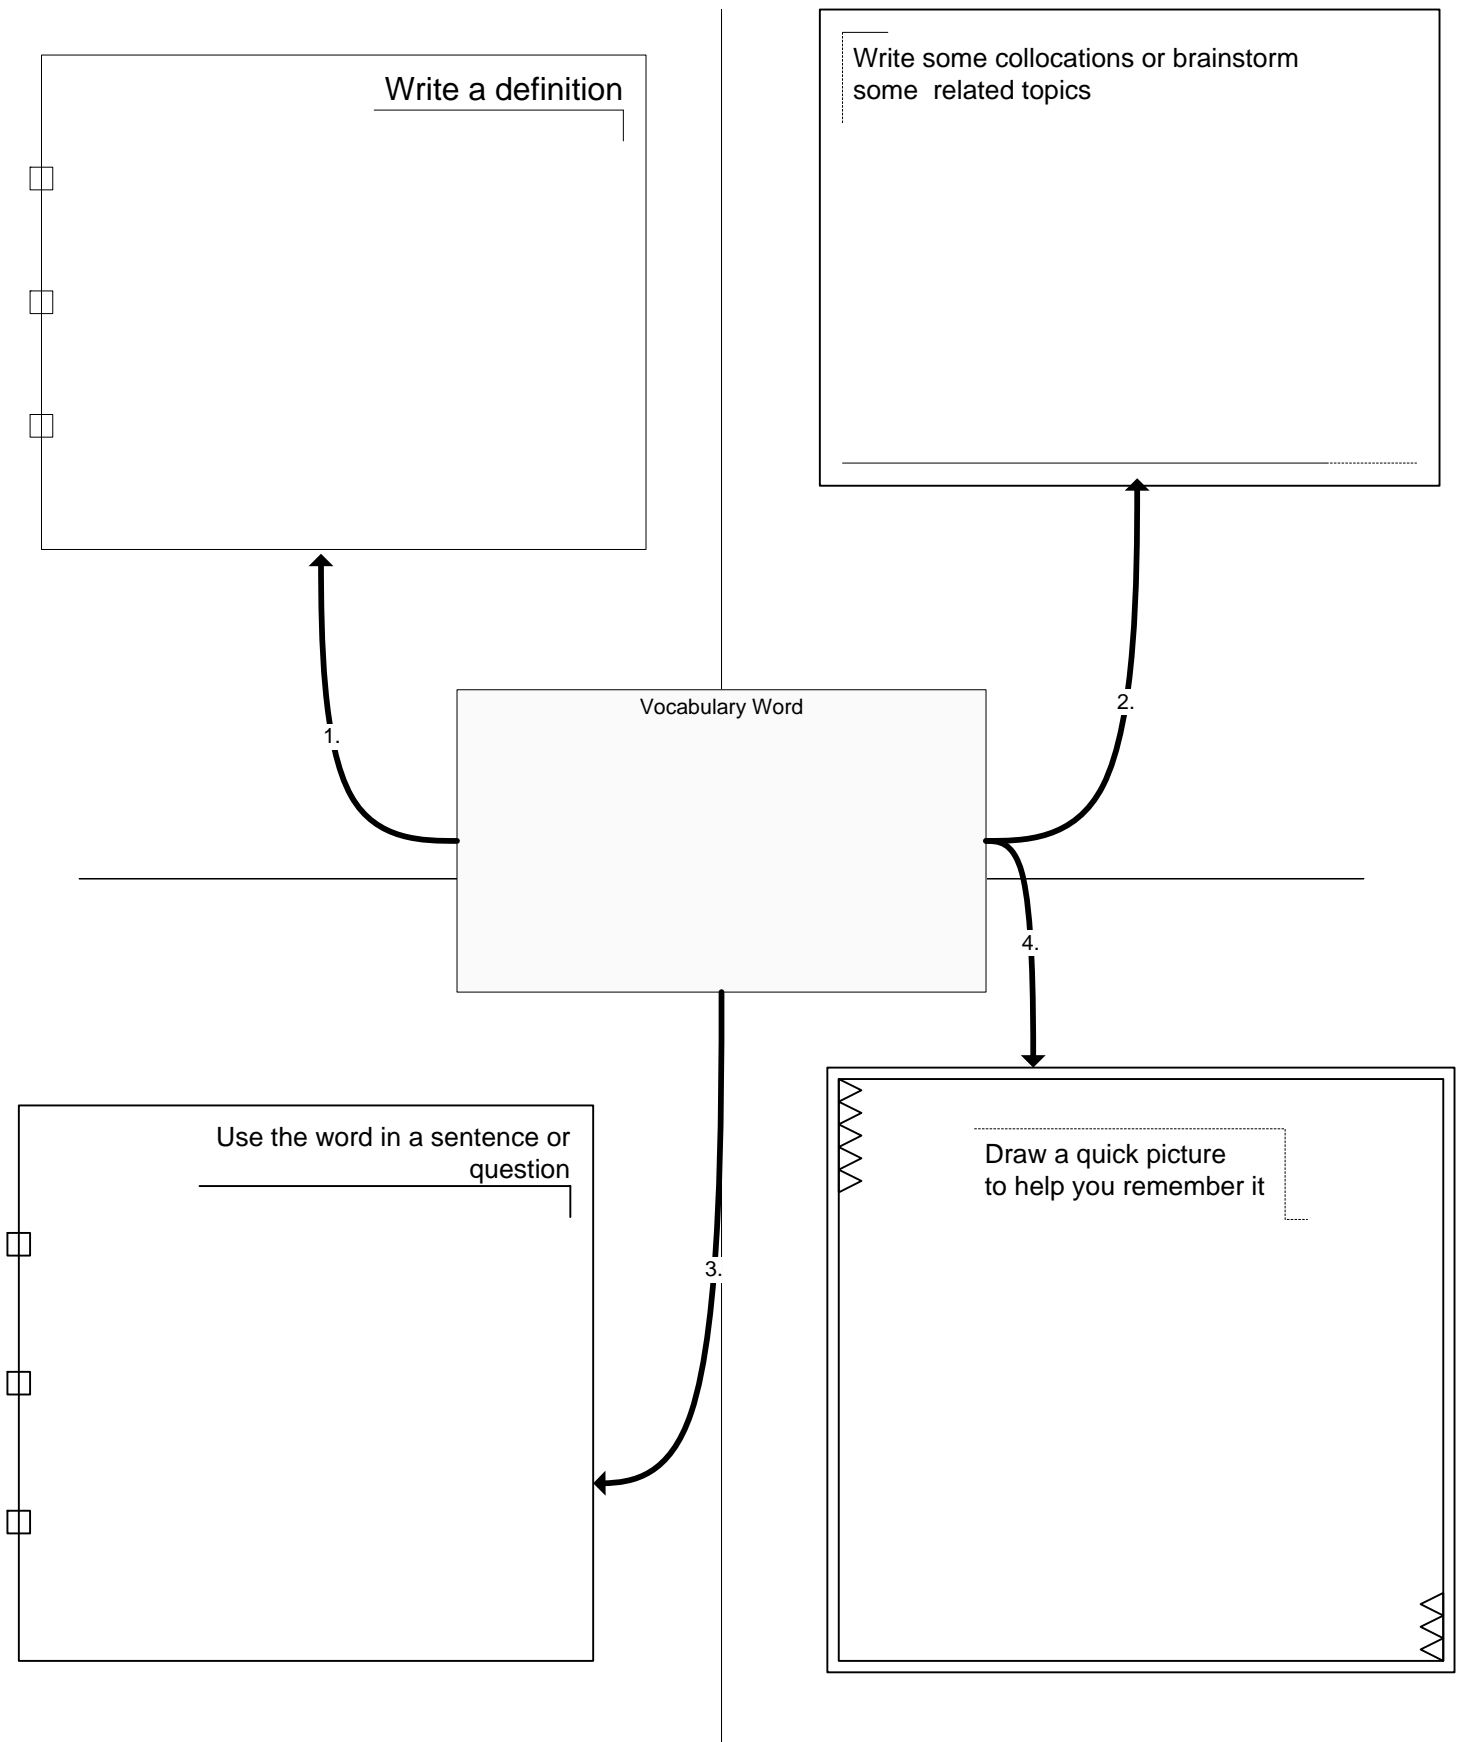 Write a definition
Write some collocations or brainstorm
some  related topics
Vocabulary Word
1.
2.
4.
Use the word in a sentence or
question
3.
Draw a quick picture
to help you remember it